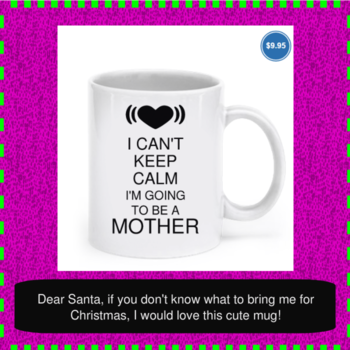 $9.95
I CAN'T
KEEP
CALM
I'M GOING
TO BE A
MOTHER
Dear Santa, if you don't know what to bring me for
Christmas, I would love this cute mug!